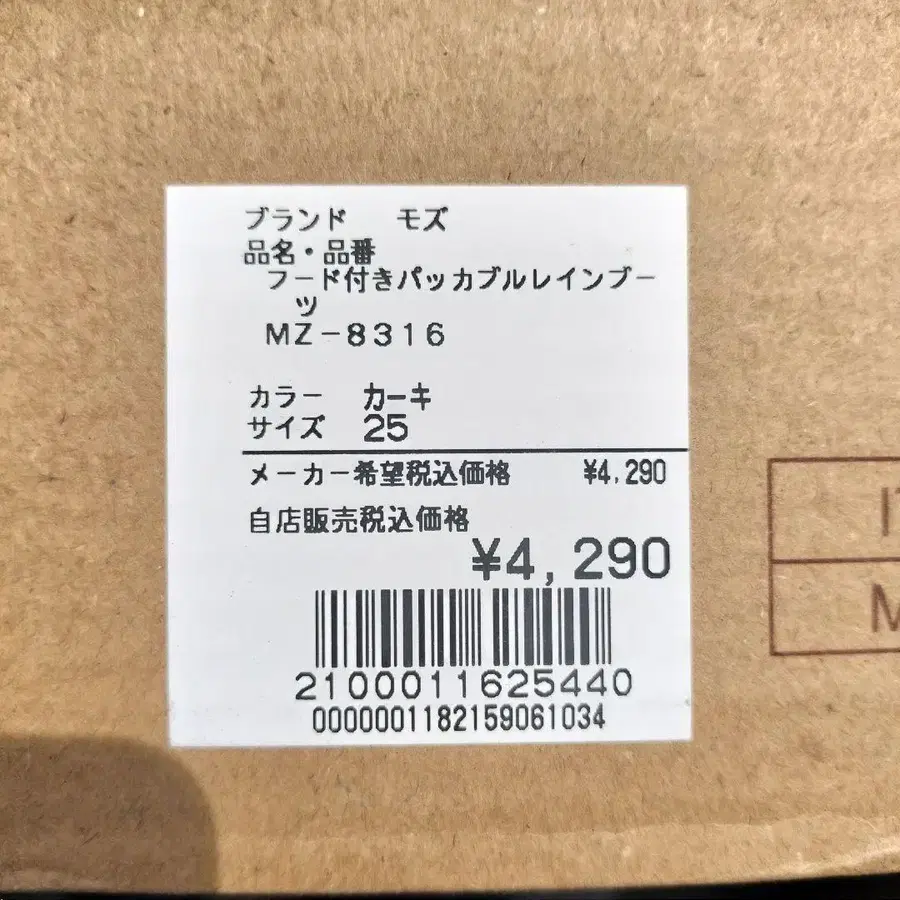 ブランド モズ
品名・品番
フード付きパッカブルレインブー
ツ
MZ-8316
カラー カーキ
サイズ 25
メーカー希望税込価格 ¥4,290
自店販売税込価格
¥4,290
2100011625440
0000001182159061034